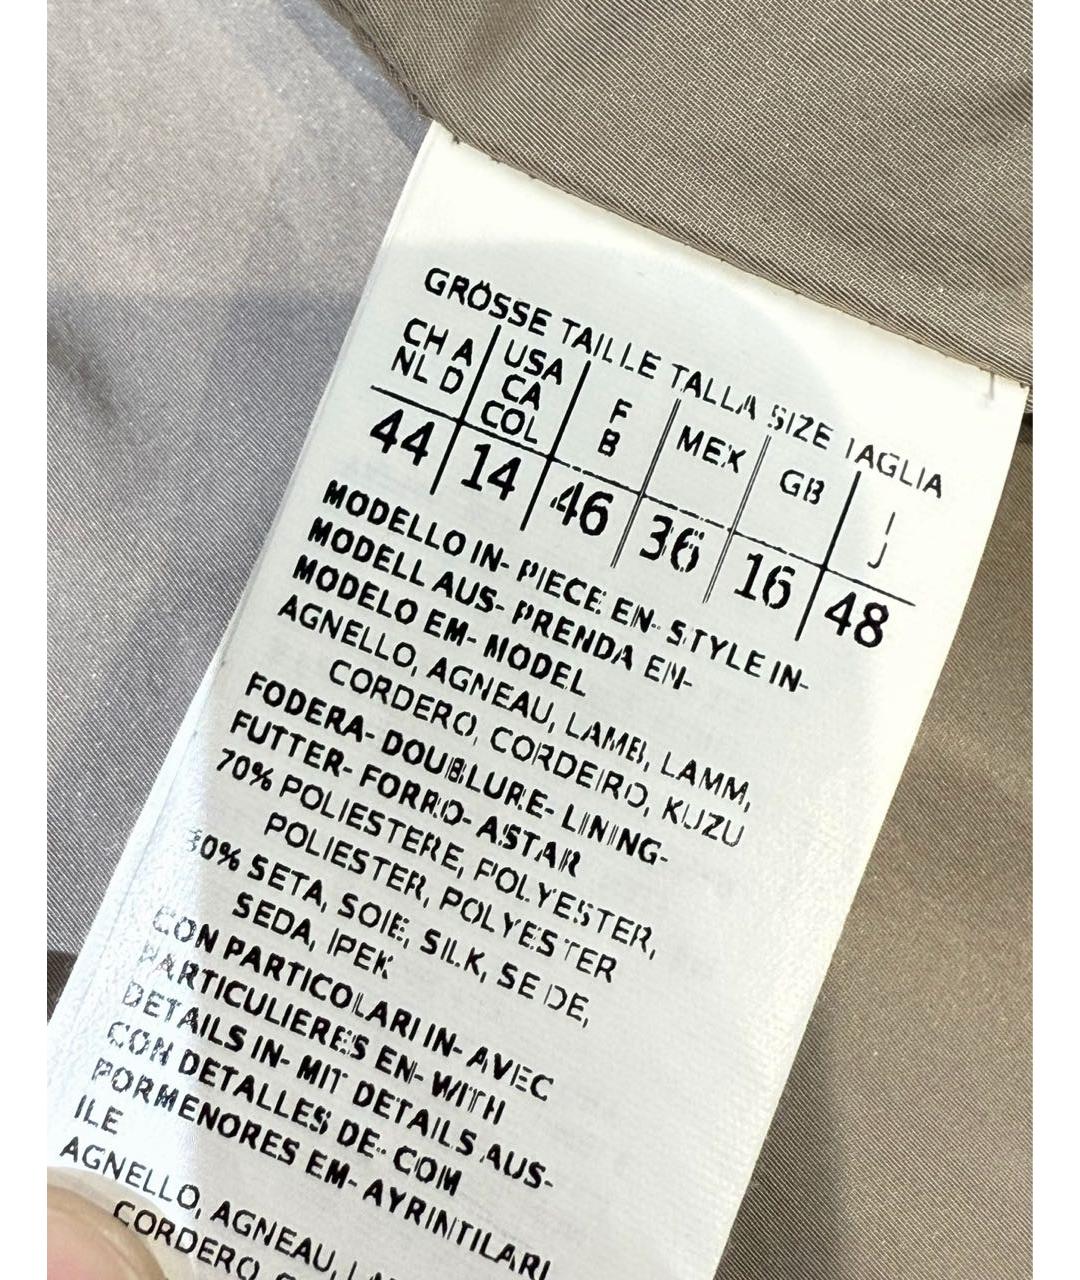 GRÖSSE TAILLE TALLA SIZE TAGLIA
CH A NL D USA CA COL F B MEX GB I J
44 14 46 36 16 48
MODELLO IN- PIECE EN- STYLE IN-
MODELL AUS- PRENDA EN-
MODELO EM- MODEL
AGNELLO, AGNEAU, LAMB, LAMM,
CORDERO, CORDEIRO, KUZU
FODERA- DOUBLURE- LINING-
FUTTER- FORRO- ASTAR
70% POLIESTERE, POLYESTER,
POLIESTER, POLYESTER
30% SETA, SOIE, SILK, SEIDE,
SEDA, IPEK
CON PARTICOLARI IN- AVEC
PARTICULIERES EN- WITH
DETAILS IN- MIT DETAILS AUS-
CON DETALLES DE- COM
PORMENORES EM- AYRINTILARI
ILE
AGNELLO, AGNEAU,
CORDERO